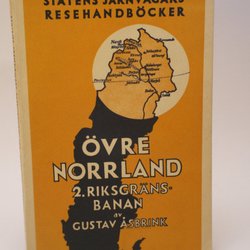 STATENS JÄRNVÄGARS
RESEHANDBÖCKER
ÖVRE
NORRLAND
2. RIKSGRÄNS-
BANAN
av
GUSTAV ÅSBRINK